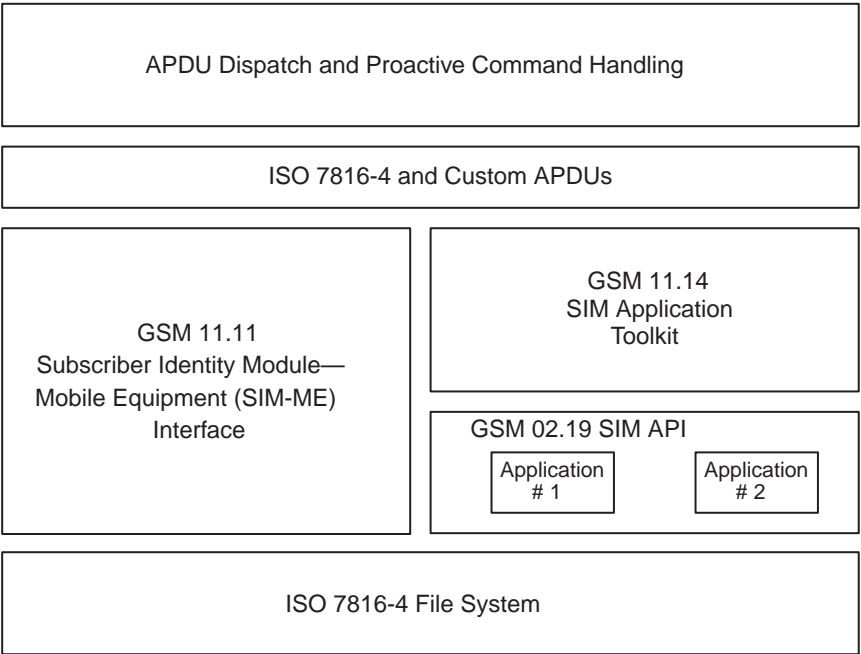 APDU Dispatch and Proactive Command Handling
ISO 7816-4 and Custom APDUs
GSM 11.11
Subscriber Identity Module—
Mobile Equipment (SIM-ME)
Interface
GSM 11.14
SIM Application
Toolkit
GSM 02.19 SIM API
Application
# 1
Application
# 2
ISO 7816-4 File System